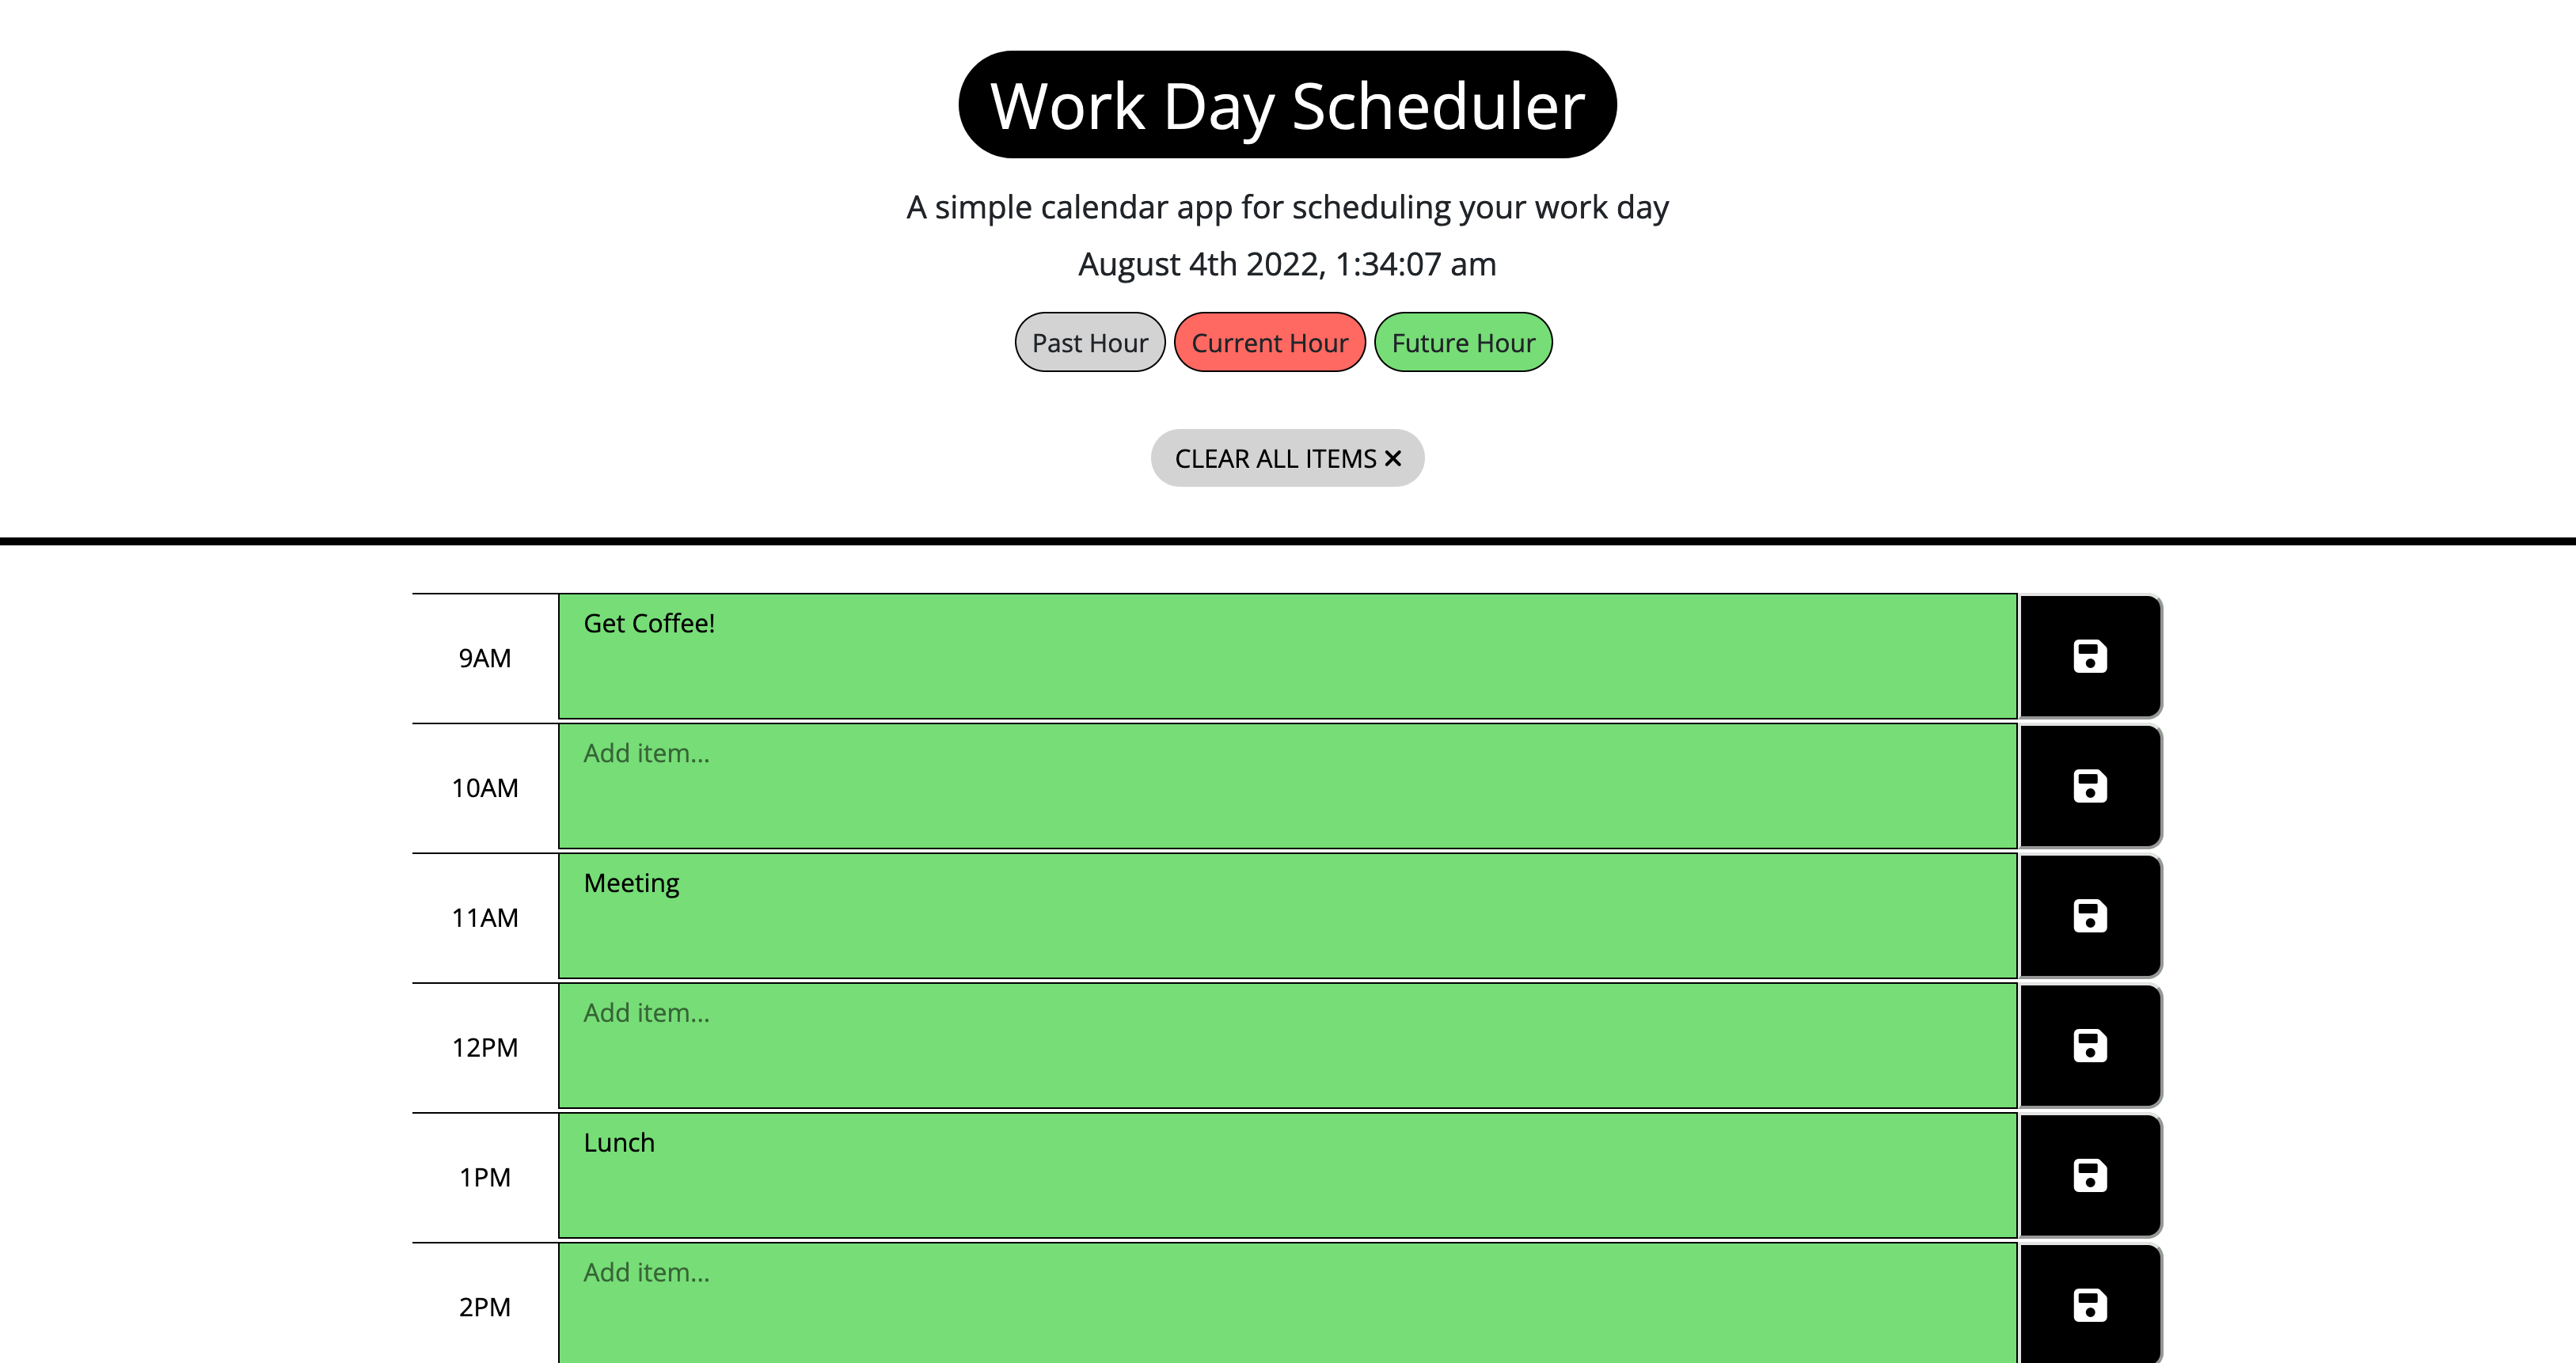 Work Day Scheduler
A simple calendar app for scheduling your work day
August 4th 2022, 1:34:07 am
Past Hour Current Hour Future Hour
CLEAR ALL ITEMS ✕
9AM Get Coffee!
10AM Add item...
11AM Meeting
12PM Add item...
1PM Lunch
2PM Add item...